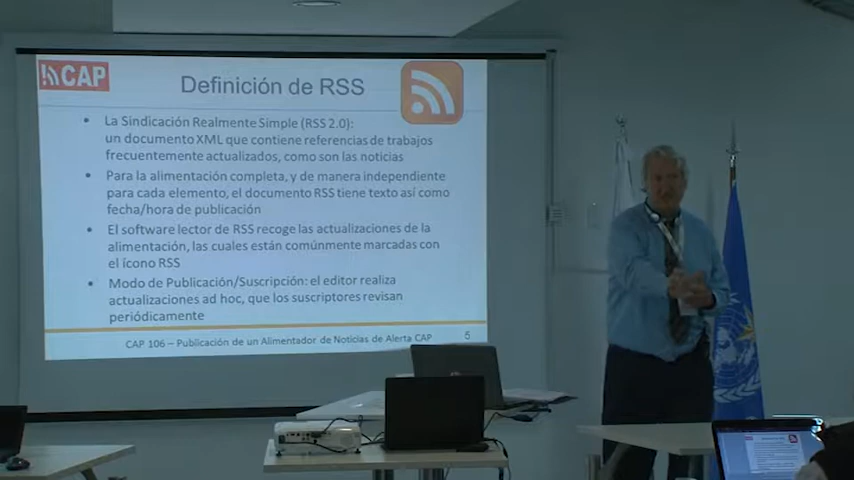 CAP
Definición de RSS
• La Sindicación Realmente Simple (RSS 2.0):
un documento XML que contiene referencias de trabajos
frecuentemente actualizados, como son las noticias
• Para la alimentación completa, y de manera independiente
para cada elemento, el documento RSS tiene texto así como
fecha/hora de publicación
• El software lector de RSS recoge las actualizaciones de la
alimentación, las cuales están comúnmente marcadas con
el ícono RSS
• Modo de Publicación/Suscripción: el editor realiza
actualizaciones ad hoc, que los suscriptores revisan
periódicamente
CAP 106 – Publicación de un Alimentador de Noticias de Alerta CAP
5